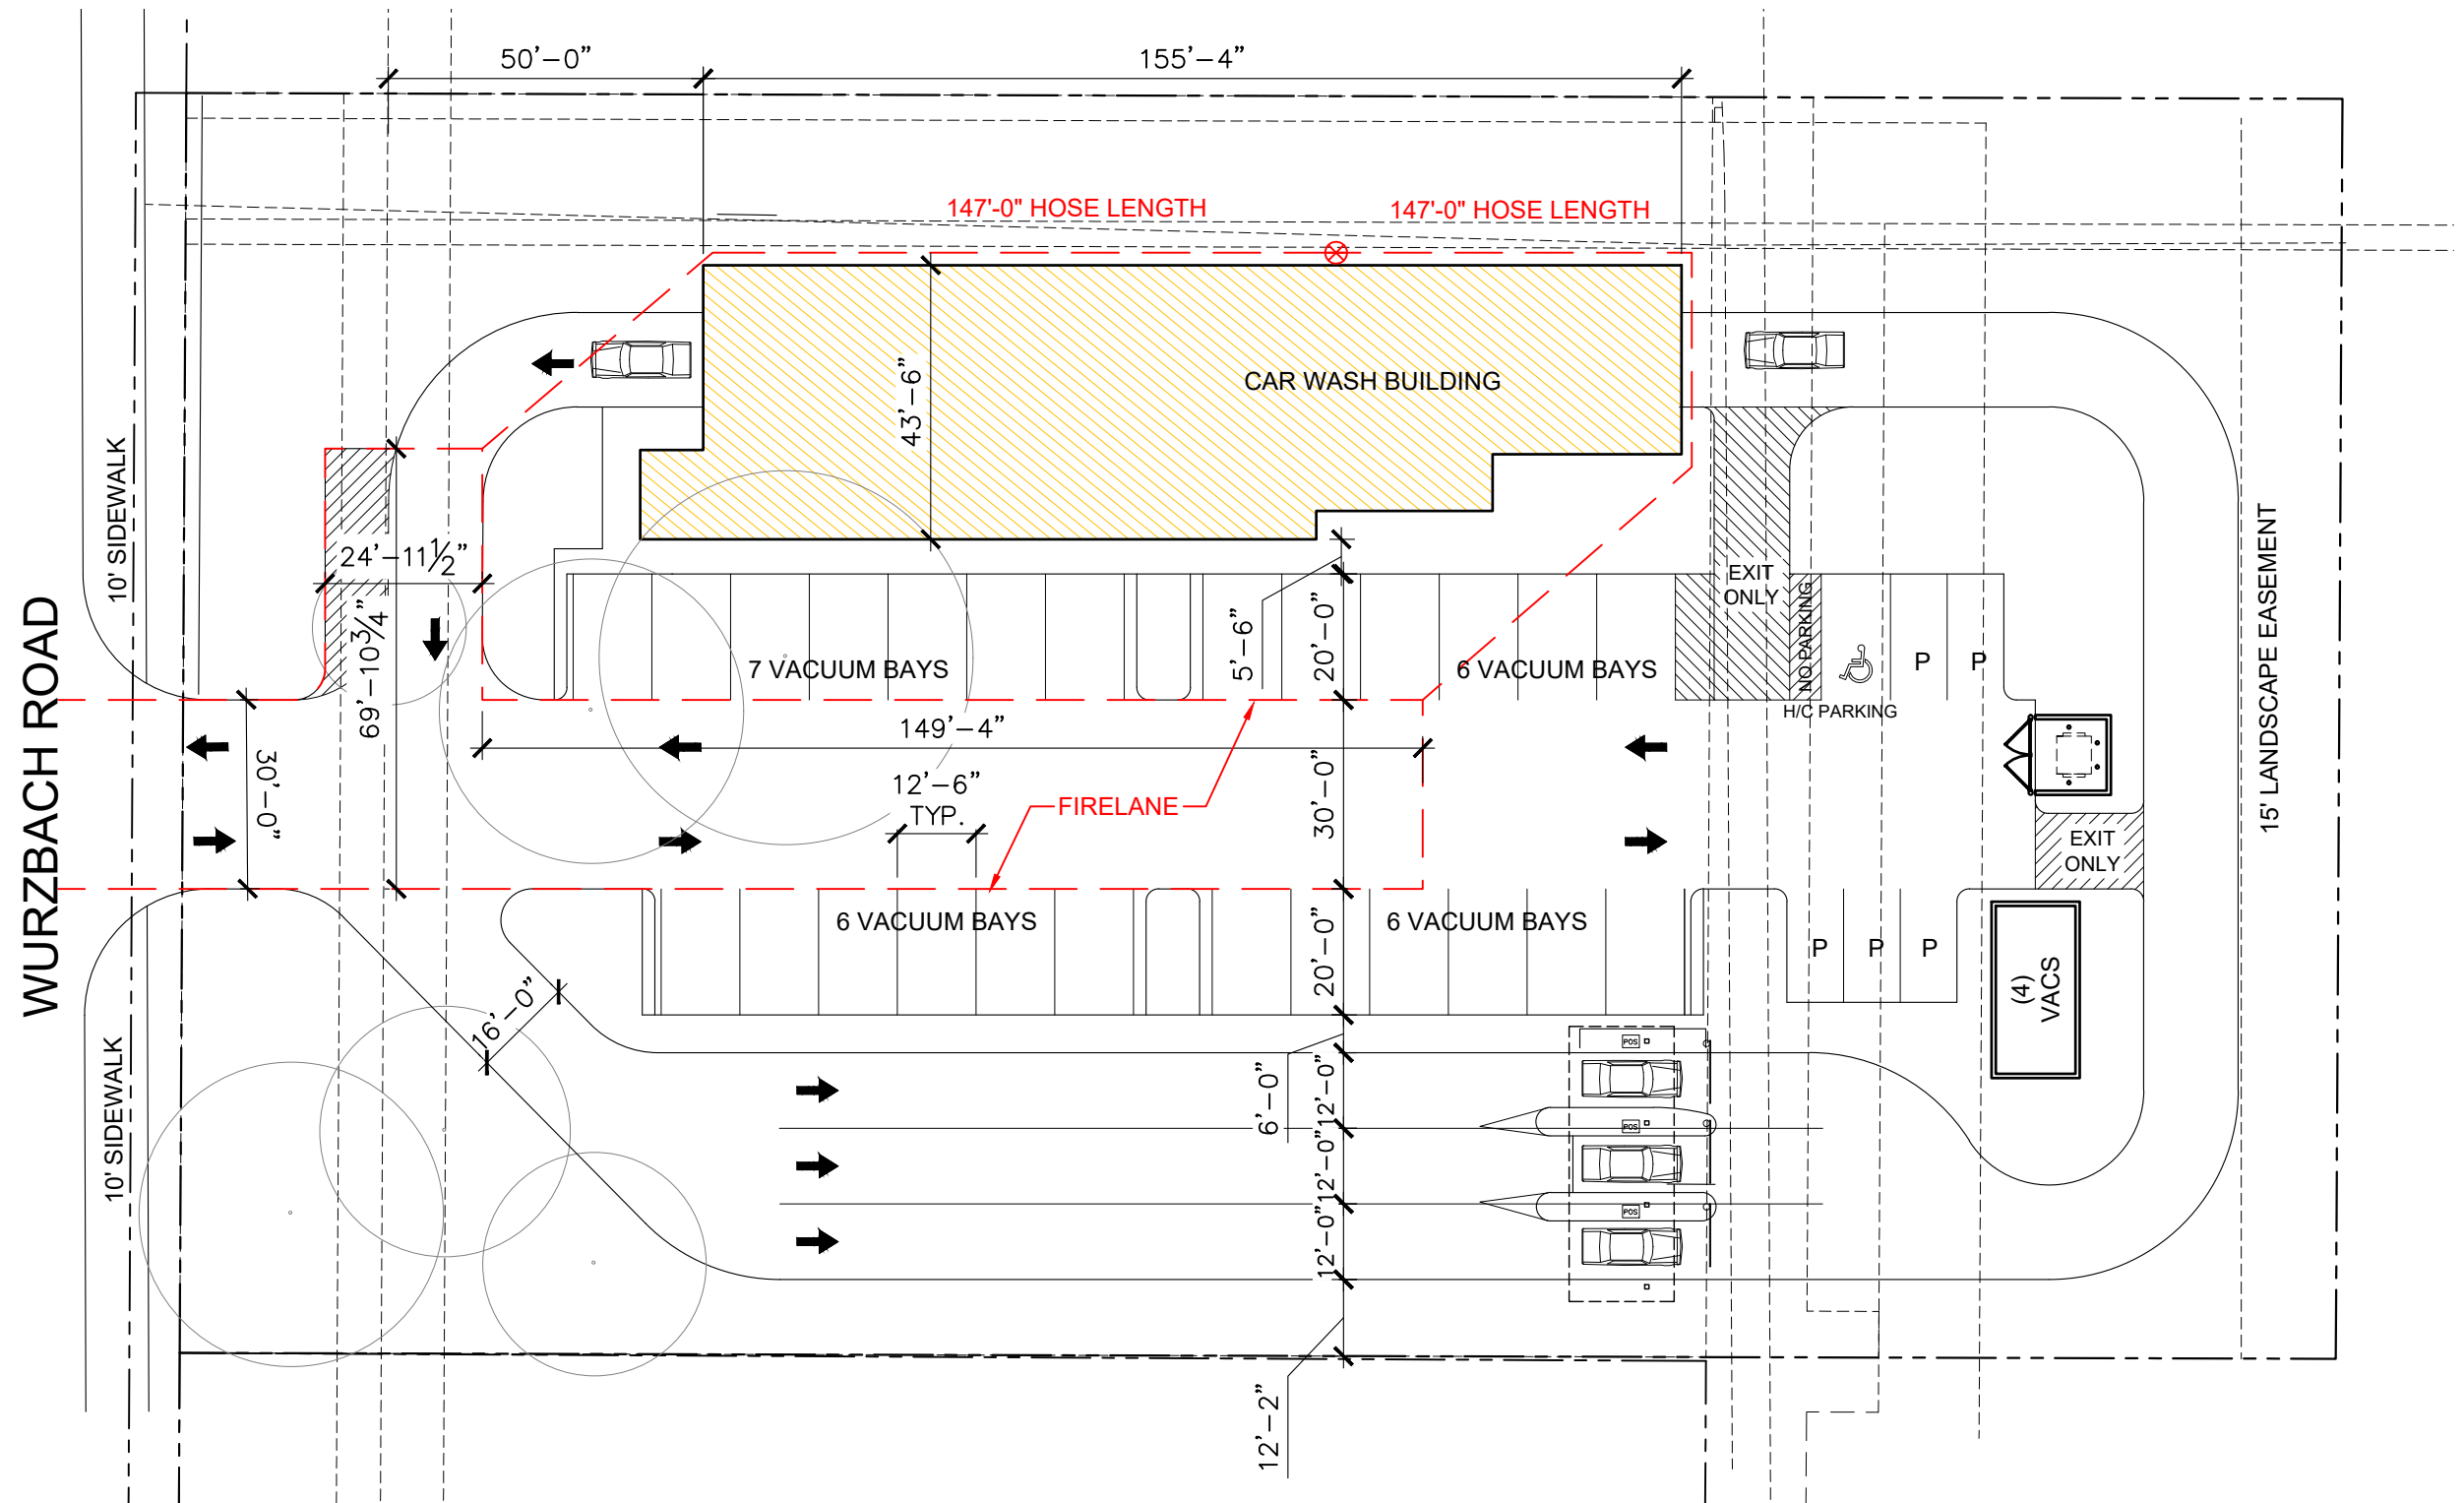 50’–0”
155’–4”
147'-0" HOSE LENGTH
147'-0" HOSE LENGTH
CAR WASH BUILDING
43’–6”
10' SIDEWALK
24’–11½”
69’–10¾”
WURZBACH ROAD
7 VACUUM BAYS
5’–6”
20’–0”
6 VACUUM BAYS
EXIT
ONLY
NO PARKING
P
P
H/C PARKING
15' LANDSCAPE EASEMENT
149’–4”
30’–0”
12’–6”
TYP.
FIRELANE
30’–0”
EXIT
ONLY
6 VACUUM BAYS
6 VACUUM BAYS
20’–0”
P
P
P
(4)
VACS
16’–0”
10' SIDEWALK
6’–0”
12’–0”
12’–0”
12’–0”
POS
POS
POS
12’–2”